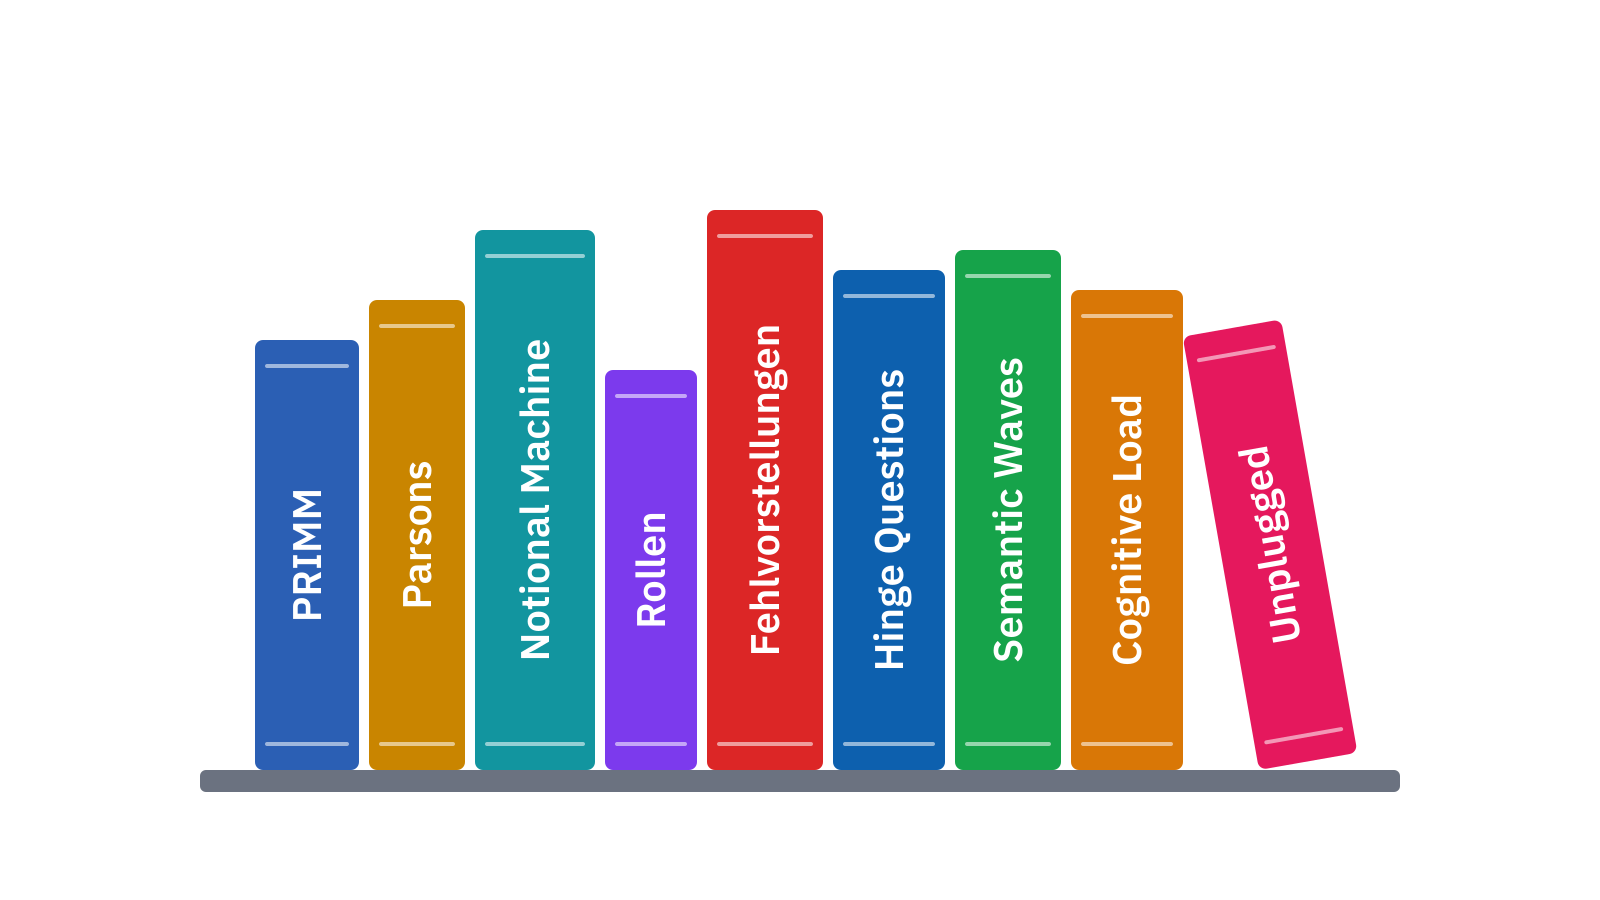 PRIMM
Parsons
Notional Machine
Rollen
Fehlvorstellungen
Hinge Questions
Semantic Waves
Cognitive Load
Unplugged